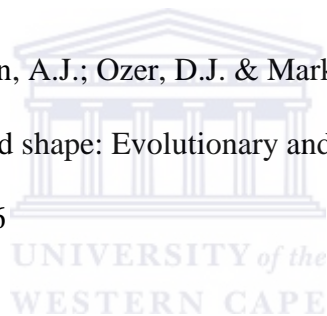 n, A.J.; Ozer, D.J. & Mark
d shape: Evolutionary and
6
UNIVERSITY of the
WESTERN CAPE